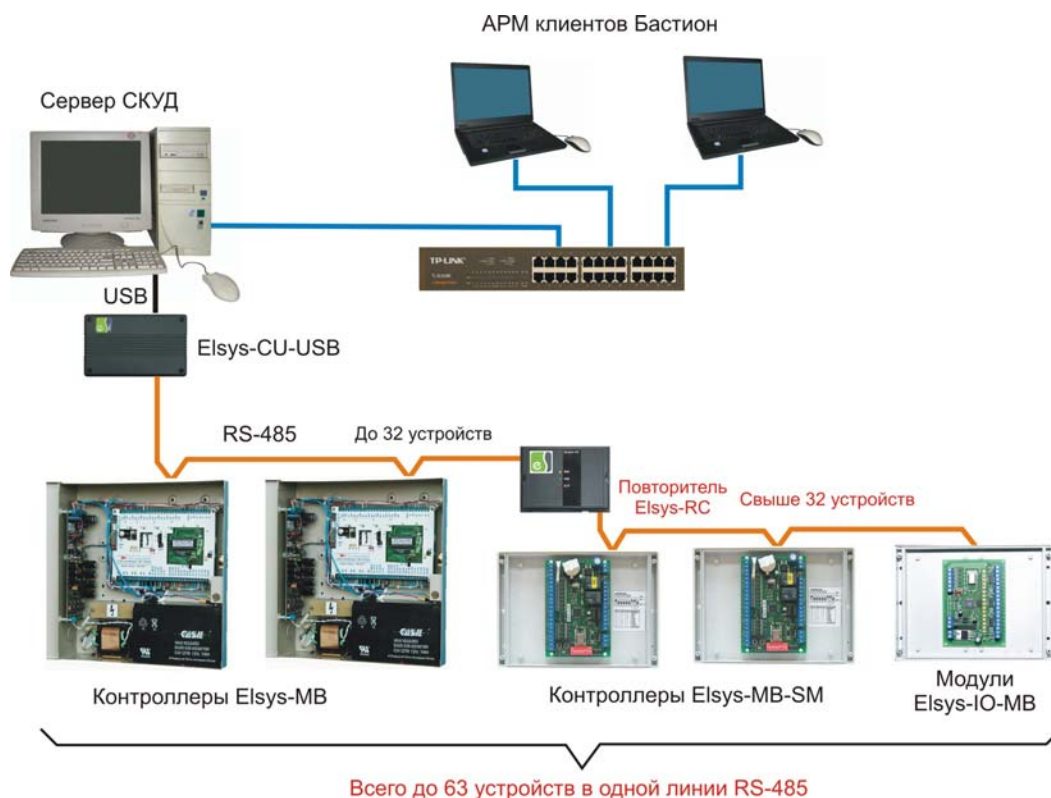 АРМ клиентов Бастион
Сервер СКУД
TP-LINK
USB
Elsys-CU-USB
RS-485
До 32 устройств
Повторитель
Elsys-RC
Свыше 32 устройств
Контроллеры Elsys-MB
Контроллеры Elsys-MB-SM
Модули
Elsys-IO-MB
Всего до 63 устройств в одной линии RS-485